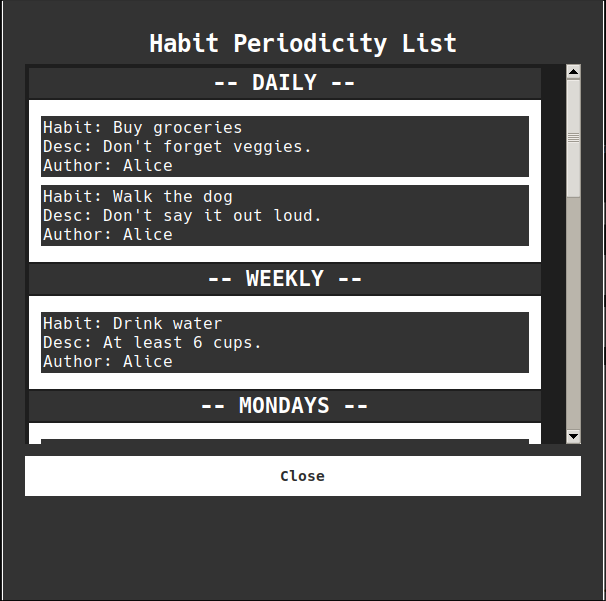 Habit Periodicity List
-- DAILY --
Habit: Buy groceries
Desc: Don't forget veggies.
Author: Alice
Habit: Walk the dog
Desc: Don't say it out loud.
Author: Alice
-- WEEKLY --
Habit: Drink water
Desc: At least 6 cups.
Author: Alice
-- MONDAYS --
Close